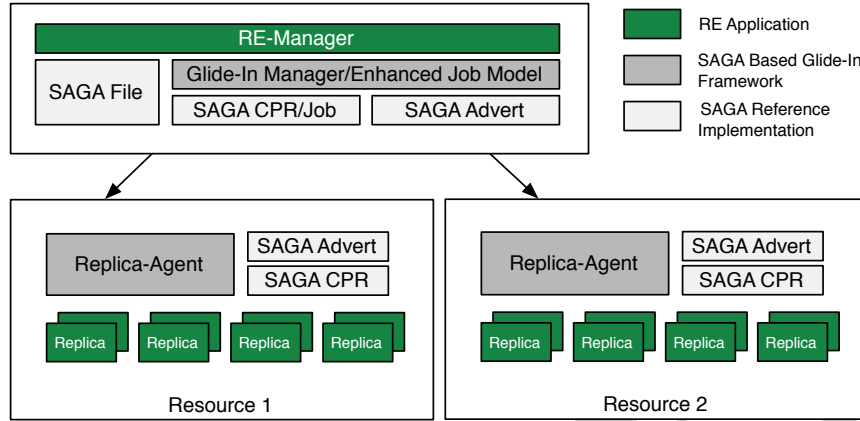 RE-Manager
SAGA File
Glide-In Manager/Enhanced Job Model
SAGA CPR/Job
SAGA Advert
RE Application
SAGA Based Glide-In
Framework
SAGA Reference
Implementation
Replica-Agent
SAGA Advert
SAGA CPR
Replica
Replica
Replica
Replica
Resource 1
Replica-Agent
SAGA Advert
SAGA CPR
Replica
Replica
Replica
Replica
Resource 2